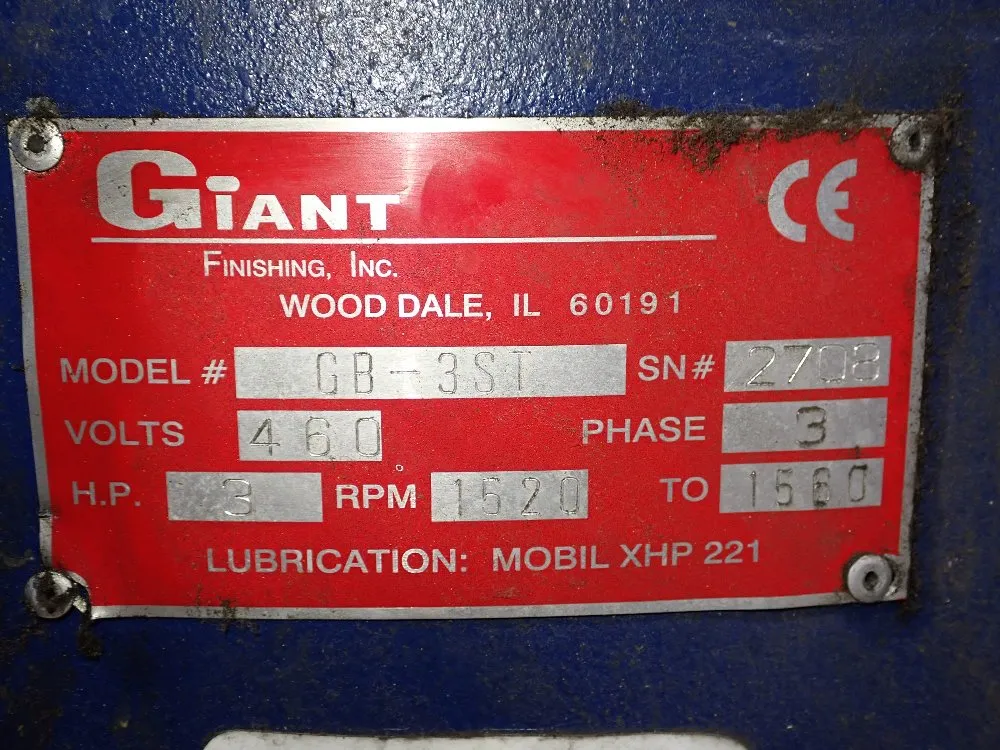 GiANT
CE
FINISHING, INC.
WOOD DALE, IL 60191
MODEL # GB-3ST SN# 2708
VOLTS 460 PHASE 3
H.P. 3 RPM 1520 TO 1560
LUBRICATION: MOBIL XHP 221